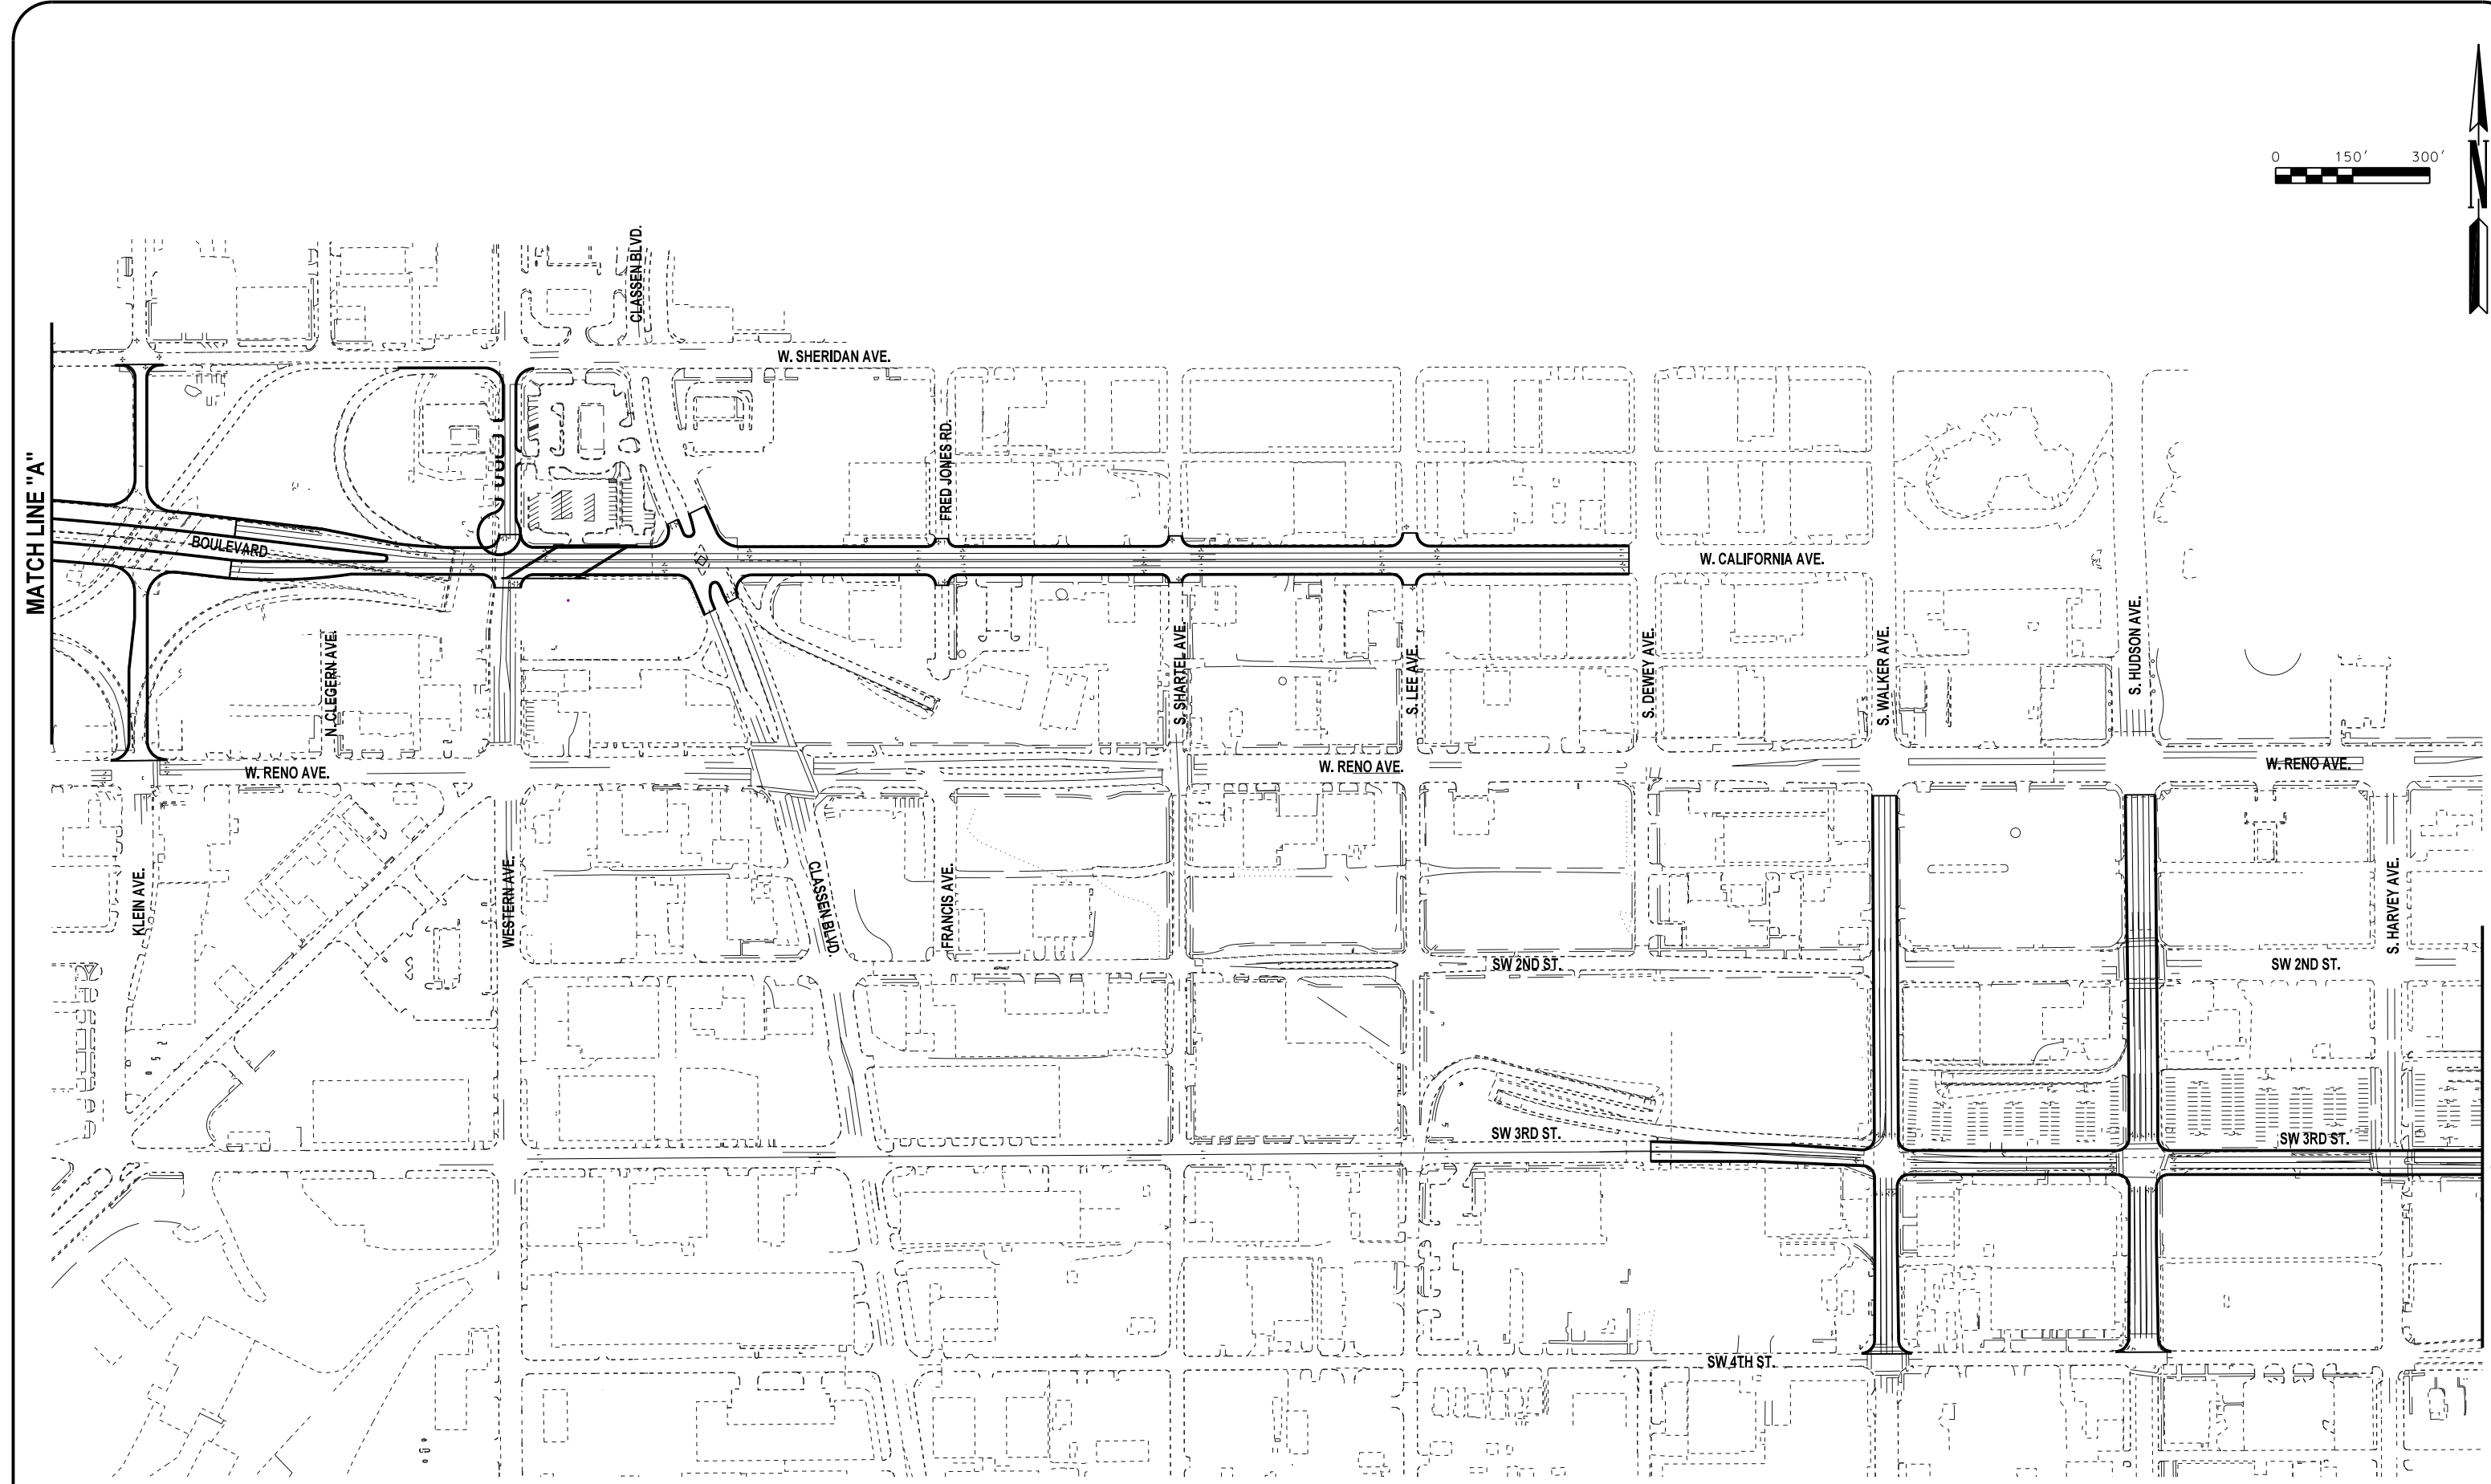 0 150' 300'
N
CLASSEN BLVD.
W. SHERIDAN AVE.
FRED JONES RD.
MATCH LINE "A"
BOULEVARD
W. CALIFORNIA AVE.
N. CLEGERN AVE.
S. SHARTEL AVE.
S. LEE AVE.
S. DEWEY AVE.
S. WALKER AVE.
S. HUDSON AVE.
W. RENO AVE.
W. RENO AVE.
W. RENO AVE.
KLEIN AVE.
WESTERN AVE.
CLASSEN BLVD.
FRANCIS AVE.
S. HARVEY AVE.
SW 2ND ST.
SW 2ND ST.
SW 3RD ST.
SW 3RD ST.
SW 4TH ST.